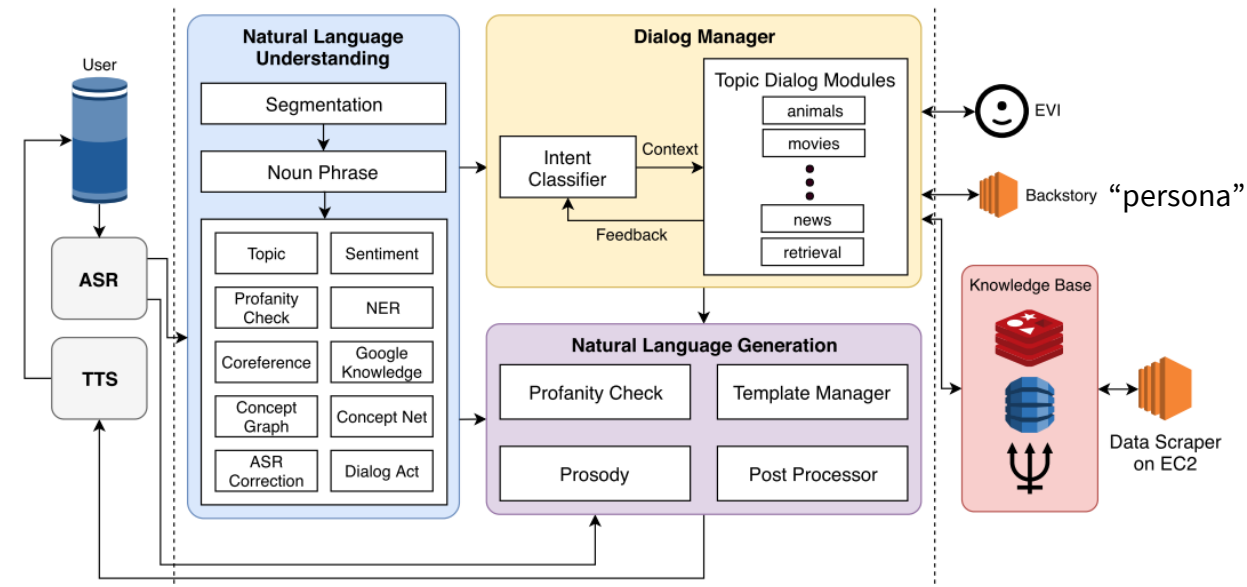 User
ASR
TTS
Natural Language
Understanding
Segmentation
Noun Phrase
Topic
Sentiment
Profanity
Check
NER
Coreference
Google
Knowledge
Concept
Graph
Concept Net
ASR
Correction
Dialog Act
Dialog Manager
Intent
Classifier
Context
Feedback
Topic Dialog Modules
animals
movies
news
retrieval
Natural Language Generation
Profanity Check
Template Manager
Prosody
Post Processor
EVI
Backstory
“persona”
Knowledge Base
Data Scraper
on EC2